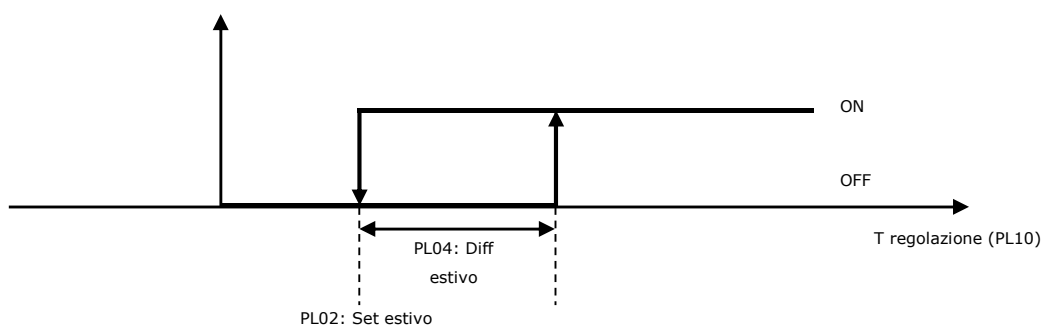 ON
OFF
T regolazione (PL10)
PL04: Diff
estivo
PL02: Set estivo